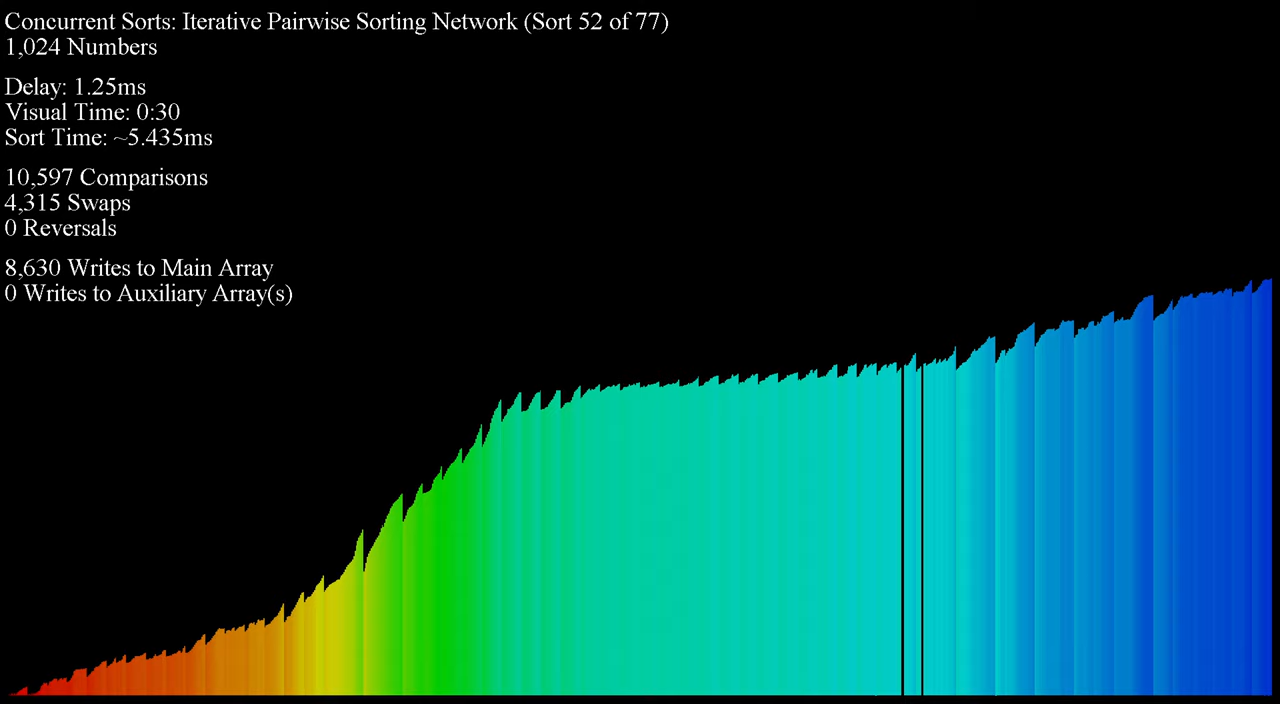 Concurrent Sorts: Iterative Pairwise Sorting Network (Sort 52 of 77)
1,024 Numbers
Delay: 1.25ms
Visual Time: 0:30
Sort Time: ~5.435ms
10,597 Comparisons
4,315 Swaps
0 Reversals
8,630 Writes to Main Array
0 Writes to Auxiliary Array(s)